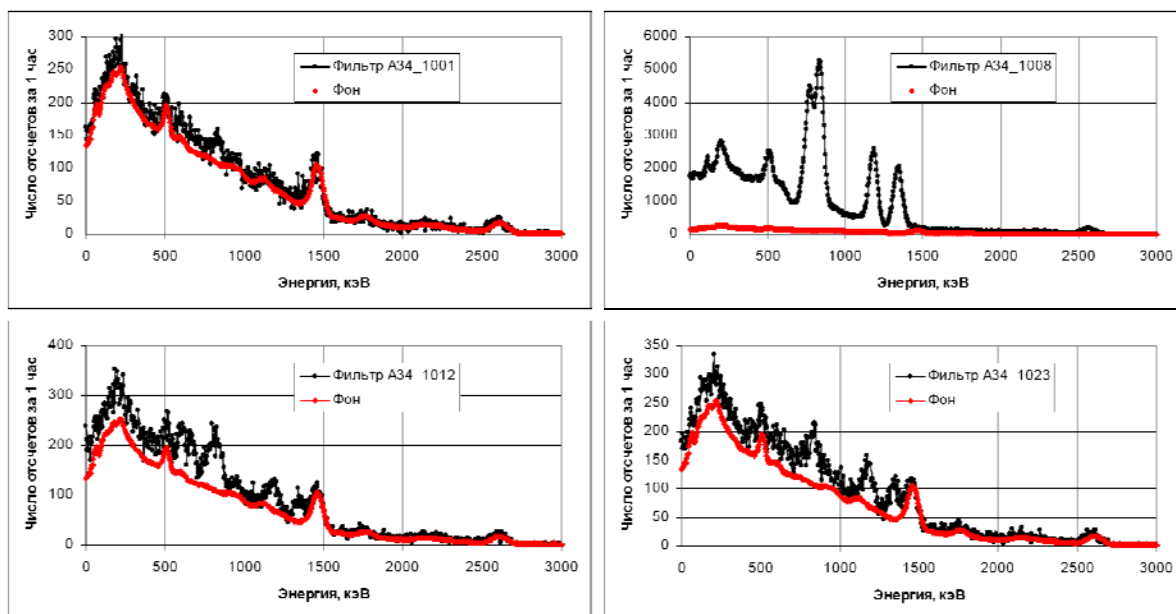 Число отсчетов за 1 час
300
250
200
150
100
50
0
Фильтр А34_1001
Фон
0 500 1000 1500 2000 2500 3000
Энергия, кэВ
Число отсчетов за 1 час
6000
5000
4000
3000
2000
1000
0
Фильтр А34_1008
Фон
0 500 1000 1500 2000 2500 3000
Энергия, кэВ
Число отсчетов за 1 час
400
300
200
100
0
Фильтр А34 1012
Фон
0 500 1000 1500 2000 2500 3000
Энергия, кэВ
Число отсчетов за 1 час
350
300
250
200
150
100
50
0
Фильтр А34 1023
Фон
0 500 1000 1500 2000 2500 3000
Энергия, кэВ